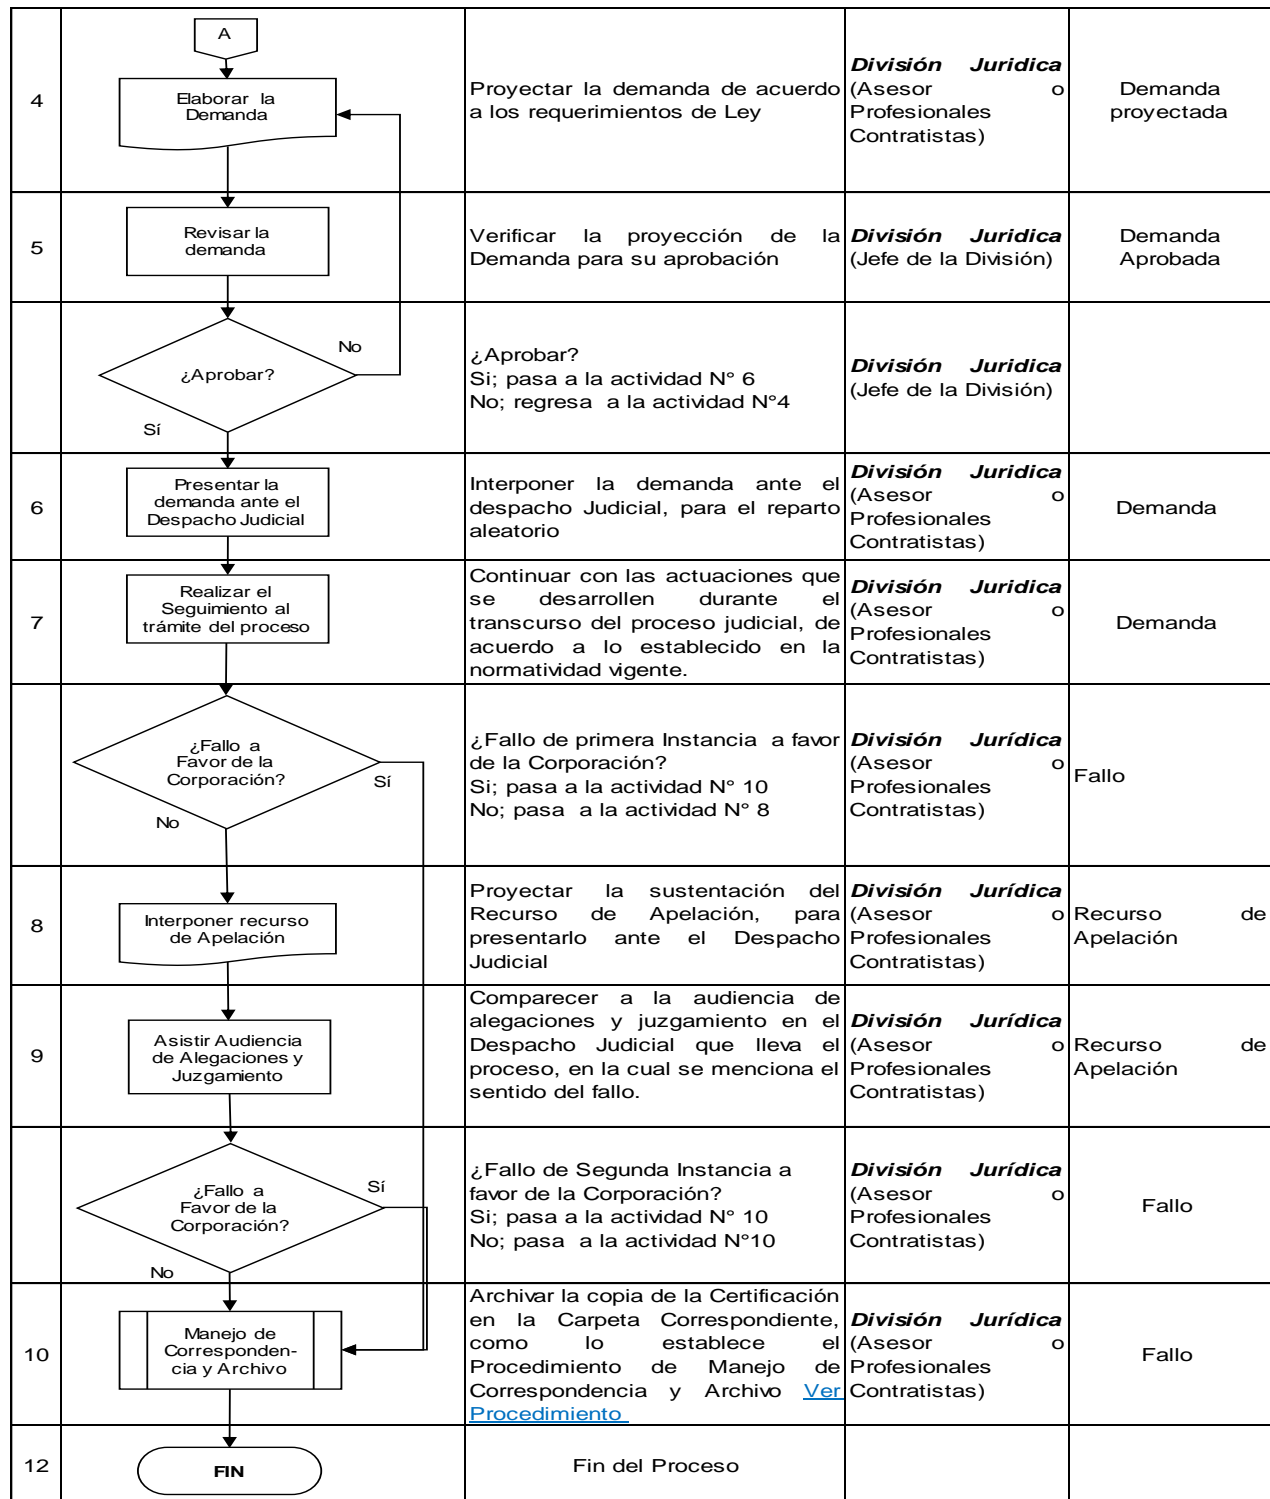 A
4
Elaborar la
Demanda
Proyectar la demanda de acuerdo
a los requerimientos de Ley
División Juridica
(Asesor o
Profesionales
Contratistas)
Demanda
proyectada
5
Revisar la
demanda
Verificar la proyección de la
Demanda para su aprobación
División Juridica
(Jefe de la División)
Demanda
Aprobada
¿Aprobar?
No
Sí
¿Aprobar?
Si; pasa a la actividad N° 6
No; regresa a la actividad N°4
División Juridica
(Jefe de la División)
6
Presentar la
demanda ante el
Despacho Judicial
Interponer la demanda ante el
despacho Judicial, para el reparto
aleatorio
División Juridica
(Asesor o
Profesionales
Contratistas)
Demanda
7
Realizar el
Seguimiento al
trámite del proceso
Continuar con las actuaciones que
se desarrollen durante el
transcurso del proceso judicial, de
acuerdo a lo establecido en la
normatividad vigente.
División Juridica
(Asesor o
Profesionales
Contratistas)
Demanda
¿Fallo a
Favor de la
Corporación?
Sí
No
¿Fallo de primera Instancia a favor
de la Corporación?
Si; pasa a la actividad N° 10
No; pasa a la actividad N° 8
División Jurídica
(Asesor o
Profesionales
Contratistas)
Fallo
8
Interponer recurso
de Apelación
Proyectar la sustentación del
Recurso de Apelación, para
presentarlo ante el Despacho
Judicial
División Jurídica
(Asesor o
Profesionales
Contratistas)
Recurso de
Apelación
9
Asistir Audiencia
de Alegaciones y
Juzgamiento
Comparecer a la audiencia de
alegaciones y juzgamiento en el
Despacho Judicial que lleva el
proceso, en la cual se menciona el
sentido del fallo.
División Jurídica
(Asesor o
Profesionales
Contratistas)
Recurso de
Apelación
¿Fallo a
Favor de la
Corporación?
Sí
No
¿Fallo de Segunda Instancia a
favor de la Corporación?
Si; pasa a la actividad N° 10
No; pasa a la actividad N°10
División Jurídica
(Asesor o
Profesionales
Contratistas)
Fallo
10
Manejo de
Corresponden-
cia y Archivo
Archivar la copia de la Certificación
en la Carpeta Correspondiente,
como lo establece el
Procedimiento de Manejo de
Correspondencia y Archivo Ver
Procedimiento
División Jurídica
(Asesor o
Profesionales
Contratistas)
Fallo
12
FIN
Fin del Proceso